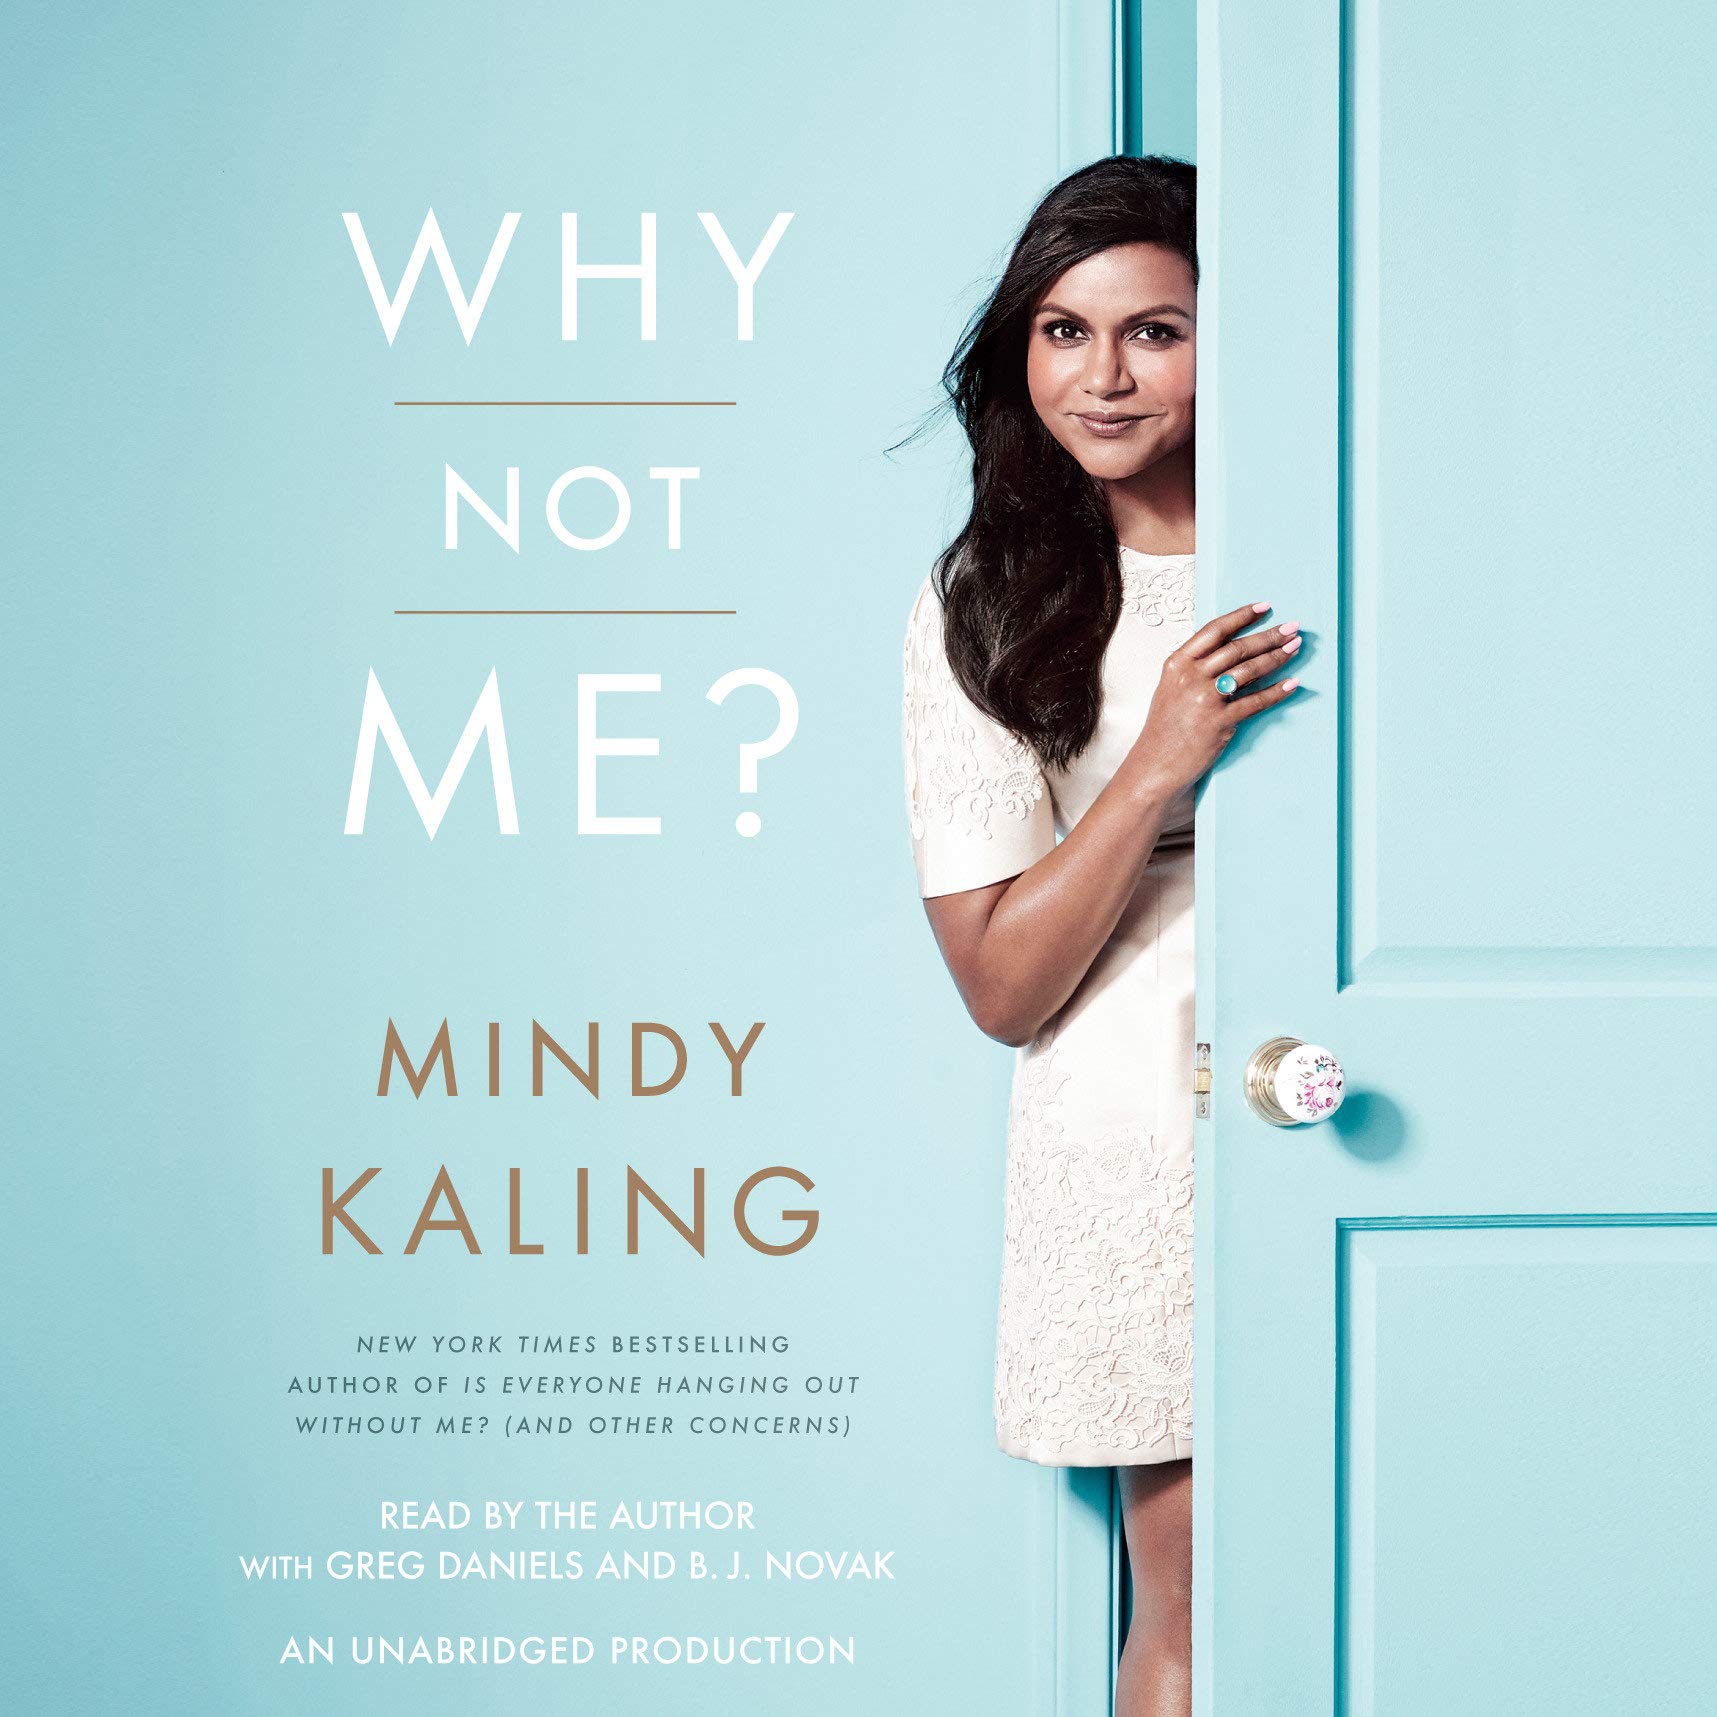 WHY
NOT
ME?
MINDY
KALING
NEW YORK TIMES BESTSELLING
AUTHOR OF IS EVERYONE HANGING OUT
WITHOUT ME? (AND OTHER CONCERNS)
READ BY THE AUTHOR
WITH GREG DANIELS AND B. J. NOVAK
AN UNABRIDGED PRODUCTION